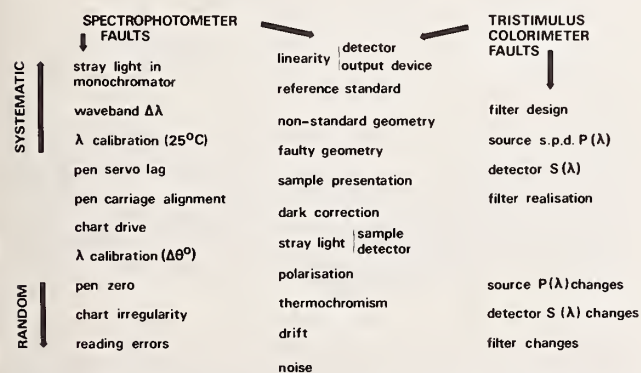 SPECTROPHOTOMETER
FAULTS
stray light in
monochromator
waveband Δλ
λ calibration (25°C)
pen servo lag
pen carriage alignment
chart drive
λ calibration (Δθ°)
pen zero
chart irregularity
reading errors
SYSTEMATIC
RANDOM
linearity
detector
output device
reference standard
non-standard geometry
faulty geometry
sample presentation
dark correction
stray light
sample
detector
polarisation
thermochromism
drift
noise
TRISTIMULUS
COLORIMETER
FAULTS
filter design
source s.p.d. P(λ)
detector S(λ)
filter realisation
source P(λ)changes
detector S (λ) changes
filter changes